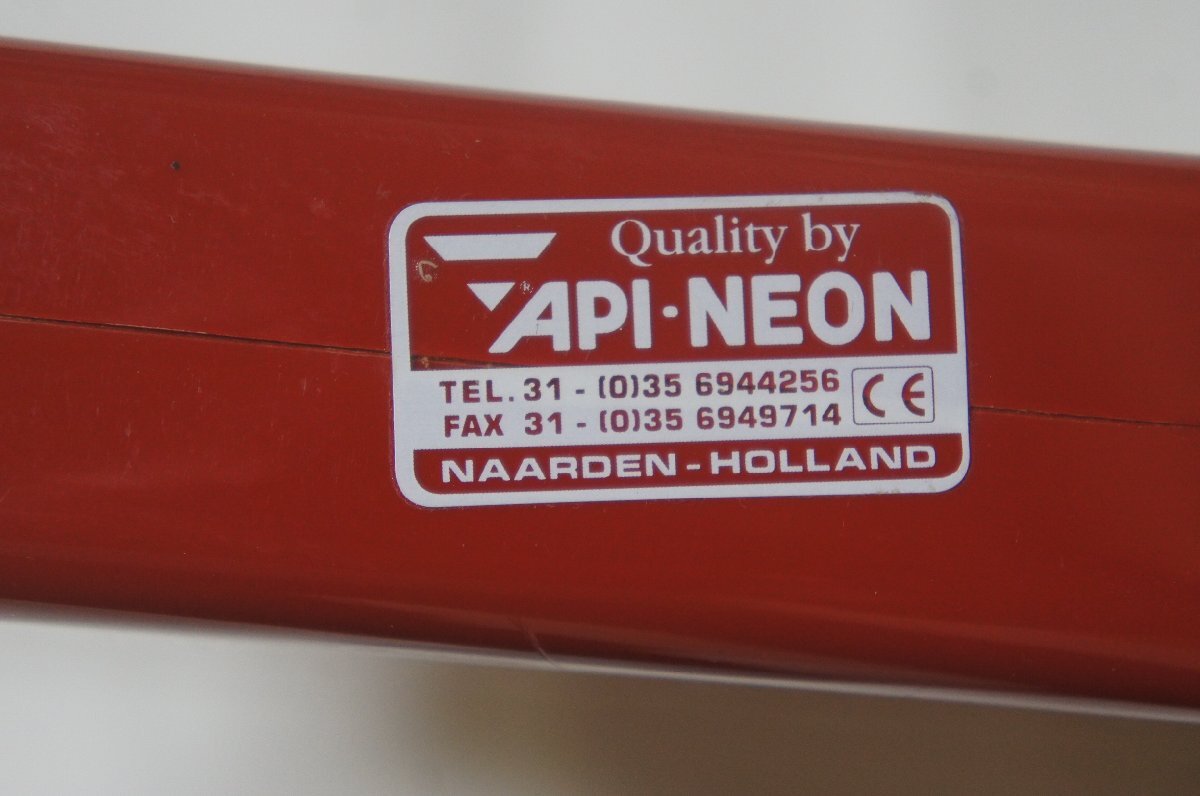 Quality by
API·NEON
®
TEL. 31 - (0)35 6944256
FAX 31 - (0)35 6949714
CE
NAARDEN - HOLLAND